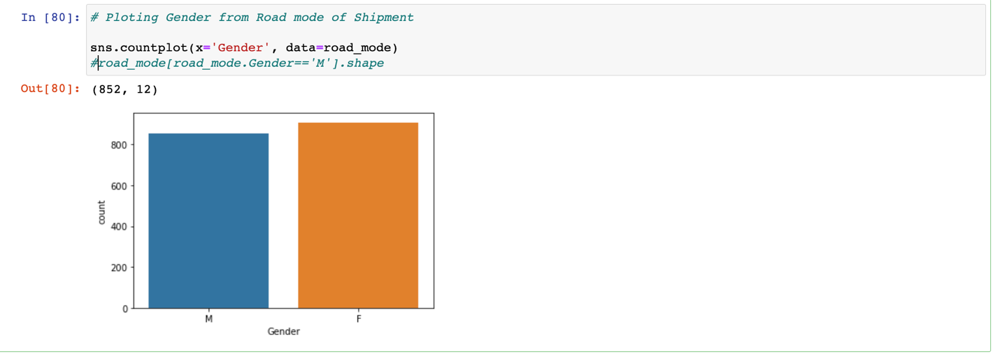 In [80]: # Ploting Gender from Road mode of Shipment
sns.countplot(x='Gender', data=road_mode)
#road_mode[road_mode.Gender=='M'].shape
Out[80]: (852, 12)
800
600
400
200
0
count
M F
Gender